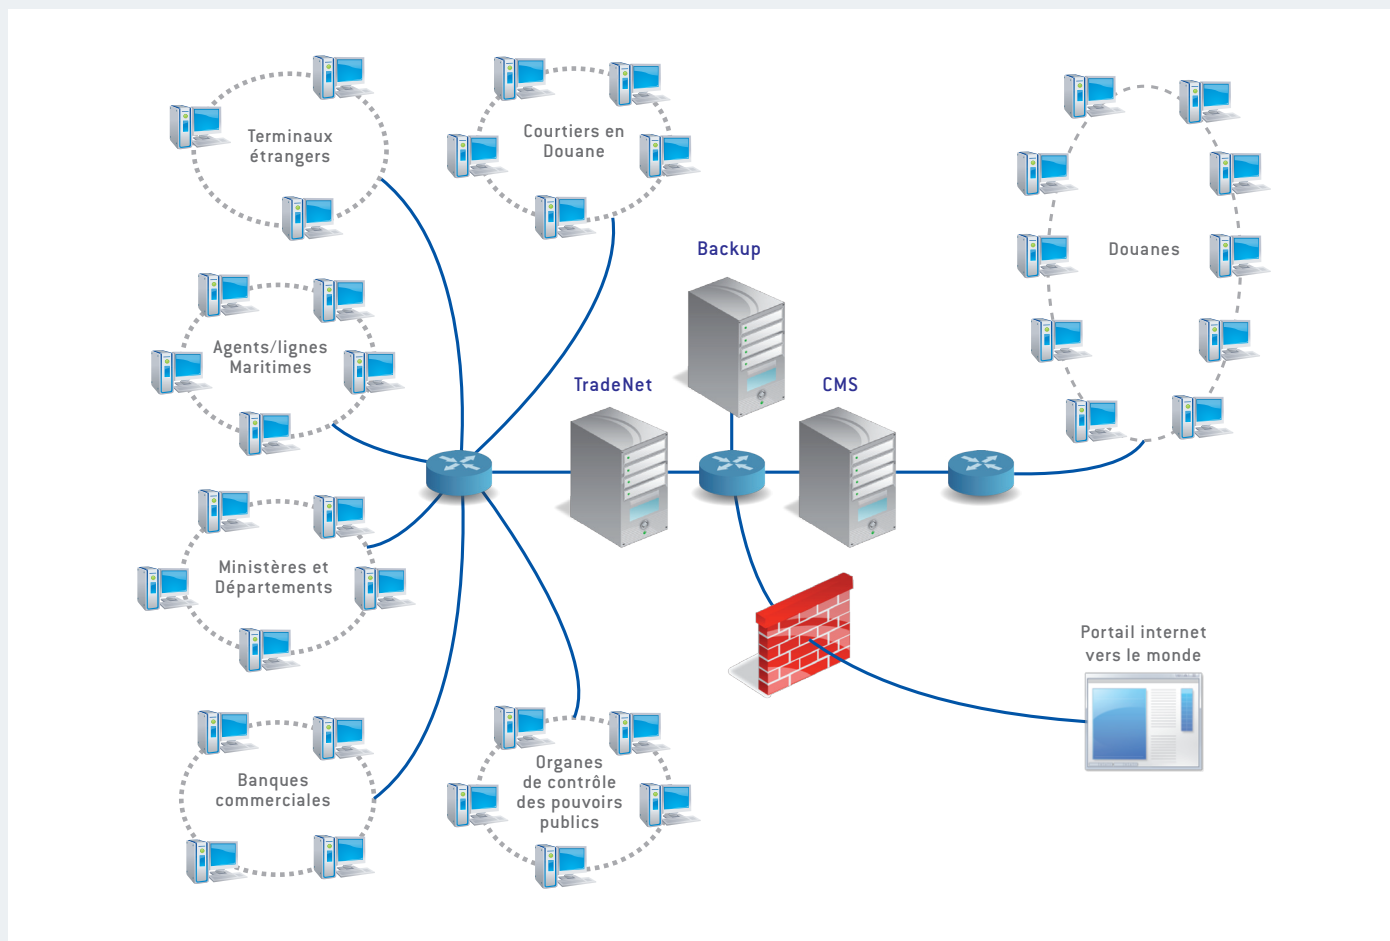 Terminaux
étrangers
Courtiers en
Douane
Backup
Douanes
Agents/lignes
Maritimes
TradeNet
CMS
Ministères et
Départements
Portail internet
vers le monde
Banques
commerciales
Organes
de contrôle
des pouvoirs
publics